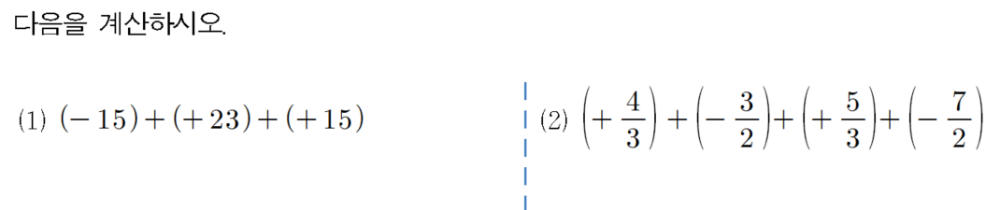 다음을 계산하시오.
(1) (− 15)+(+ 23)+(+ 15)
(2) (+ 4/3) + (− 3/2)+(+ 5/3)+(− 7/2)